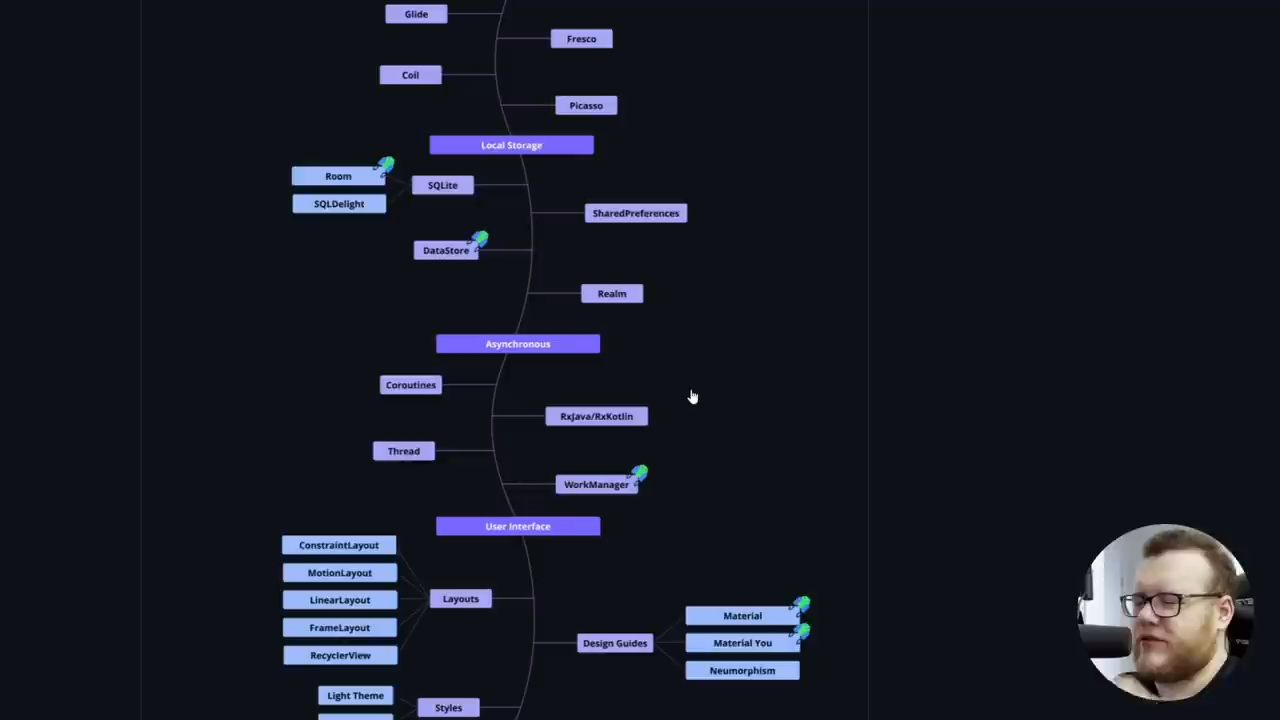 Glide
Fresco
Coil
Picasso
Local Storage
Room
SQLite
SQLDelight
SharedPreferences
DataStore
Realm
Asynchronous
Coroutines
RxJava/RxKotlin
Thread
WorkManager
User Interface
ConstraintLayout
MotionLayout
Layouts
LinearLayout
Material
FrameLayout
Design Guides
Material You
RecyclerView
Neumorphism
Light Theme
Styles